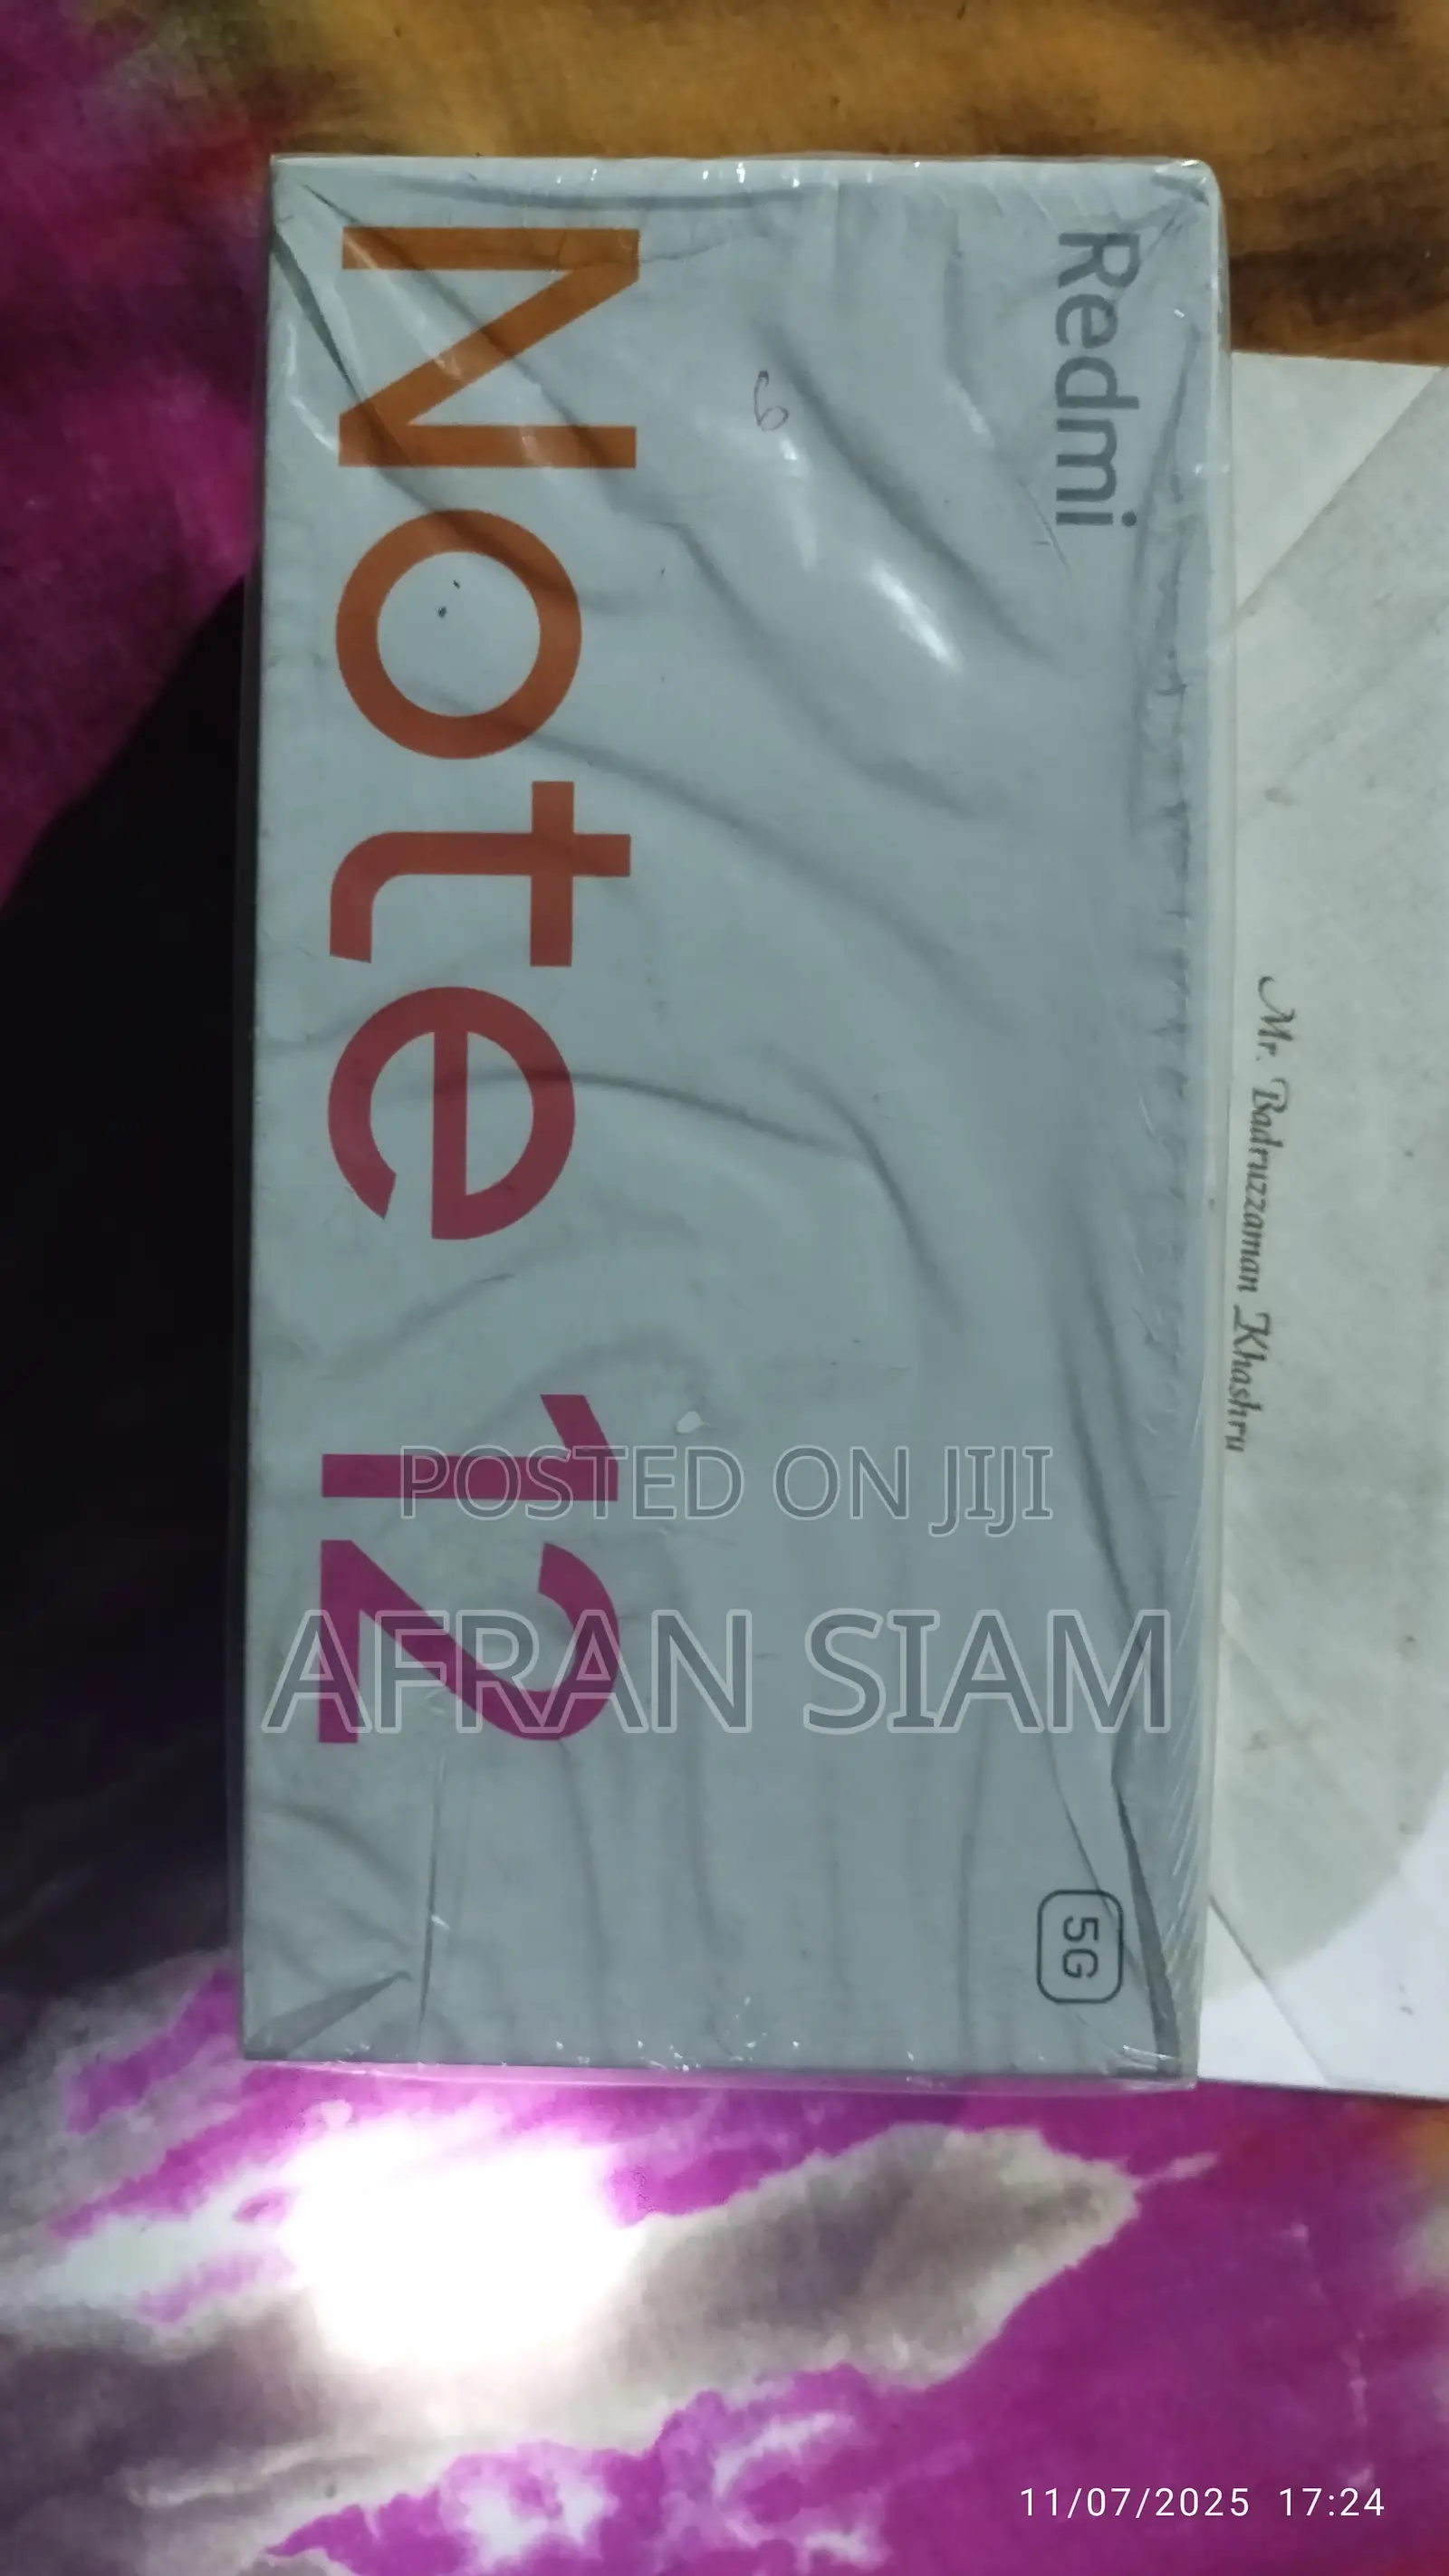 Redmi
Note 12
5G
Mr. Badruzzaman Khashru
POSTED ON JIJI
AFRAN SIAM
11/07/2025 17:24